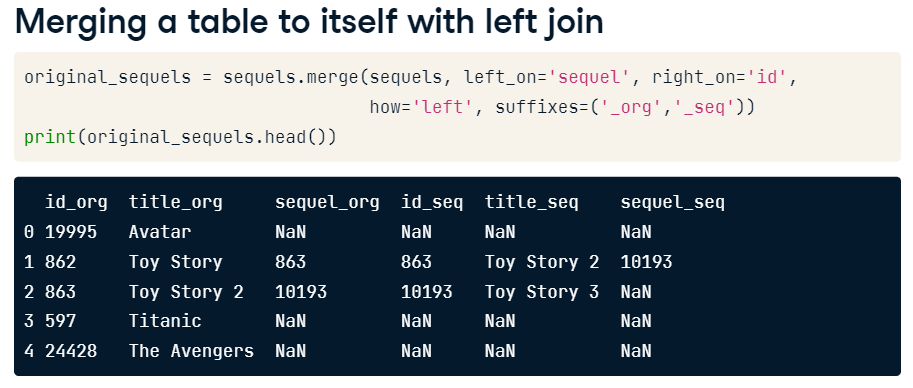 Merging a table to itself with left join
original_sequels = sequels.merge(sequels, left_on='sequel', right_on='id',
how='left', suffixes=('_org','_seq'))
print(original_sequels.head())
id_org title_org sequel_org id_seq title_seq sequel_seq
0 19995 Avatar NaN NaN NaN NaN
1 862 Toy Story 863 863 Toy Story 2 10193
2 863 Toy Story 2 10193 10193 Toy Story 3 NaN
3 597 Titanic NaN NaN NaN NaN
4 24428 The Avengers NaN NaN NaN NaN